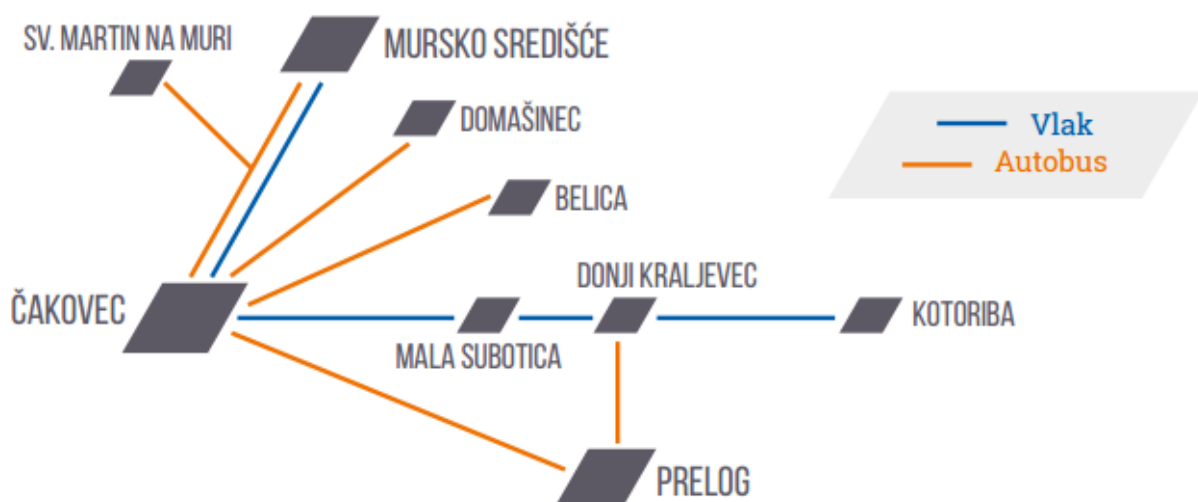 SV. MARTIN NA MURI
MURSKO SREDIŠĆE
DOMAŠINEC
Vlak
Autobus
BELICA
DONJI KRALJEVEC
ČAKOVEC
KOTORIBA
MALA SUBOTICA
PRELOG